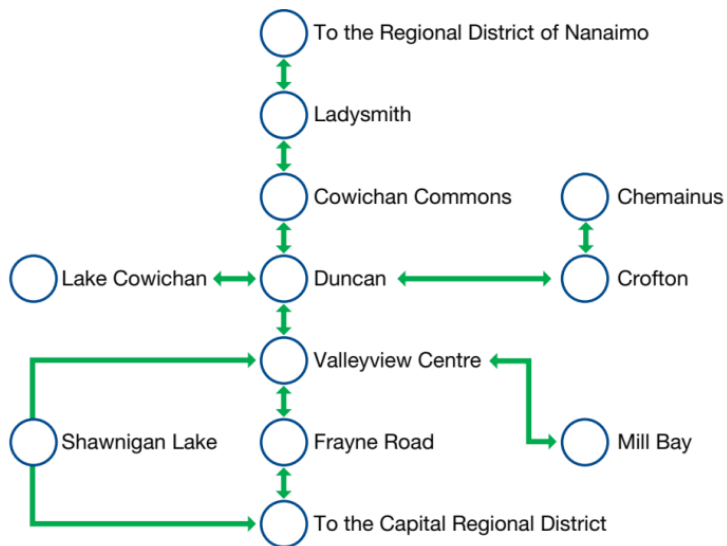 To the Regional District of Nanaimo
Ladysmith
Cowichan Commons
Chemainus
Lake Cowichan
Duncan
Crofton
Valleyview Centre
Shawnigan Lake
Frayne Road
Mill Bay
To the Capital Regional District